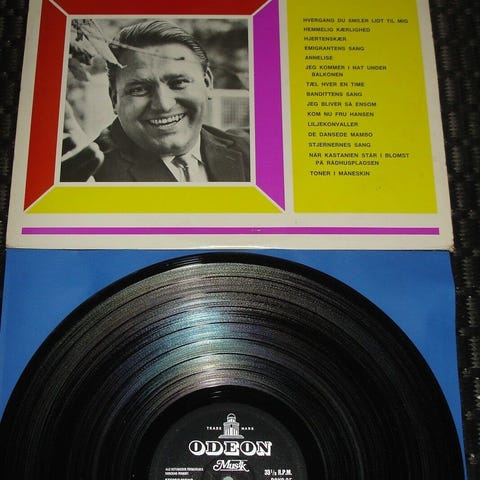 HVERGANG DU SMILER LIDT TIL MIG
HEMMELIG KÆRLIGHED
HJERTENSKÆR
EMIGRANTENS SANG
ANNELISE
JEG KOMMER I NAT UNDER
BALKONEN
TÆL HVER EN TIME
BANDITTENS SANG
JEG BLIVER SÅ ENSOM
KOM NU FRU HANSEN
LILJEKONVALLER
DE DANSEDE MAMBO
STJERNERNES SANG
NÅR KASTANIEN STÅR I BLOMST
PÅ RÅDHUSPLADSEN
TONER I MÅNESKIN
TRADE MARK
ODEON
Musik
33⅓ R.P.M.